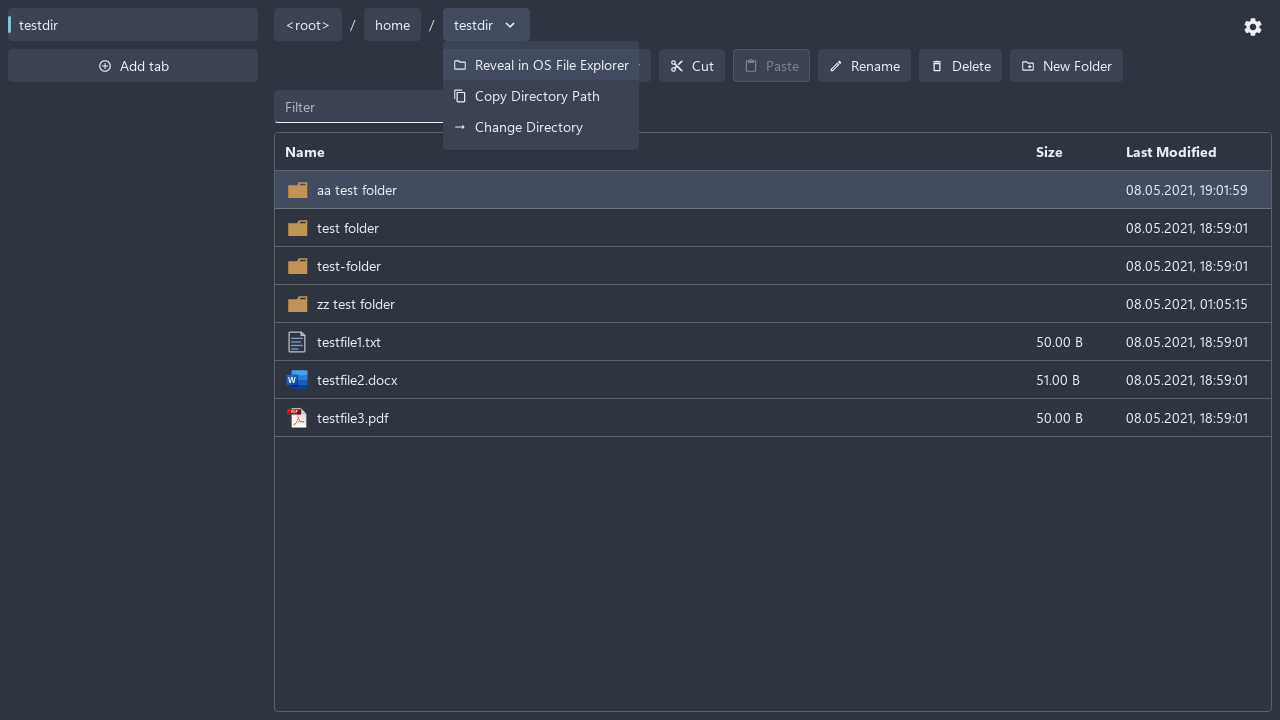 testdir
Add tab
<root> / home / testdir
Reveal in OS File Explorer
Copy Directory Path
Change Directory
Cut
Paste
Rename
Delete
New Folder
Filter
Name Size Last Modified
aa test folder 08.05.2021, 19:01:59
test folder 08.05.2021, 18:59:01
test-folder 08.05.2021, 18:59:01
zz test folder 08.05.2021, 01:05:15
testfile1.txt 50.00 B 08.05.2021, 18:59:01
W testfile2.docx 51.00 B 08.05.2021, 18:59:01
PDF testfile3.pdf 50.00 B 08.05.2021, 18:59:01